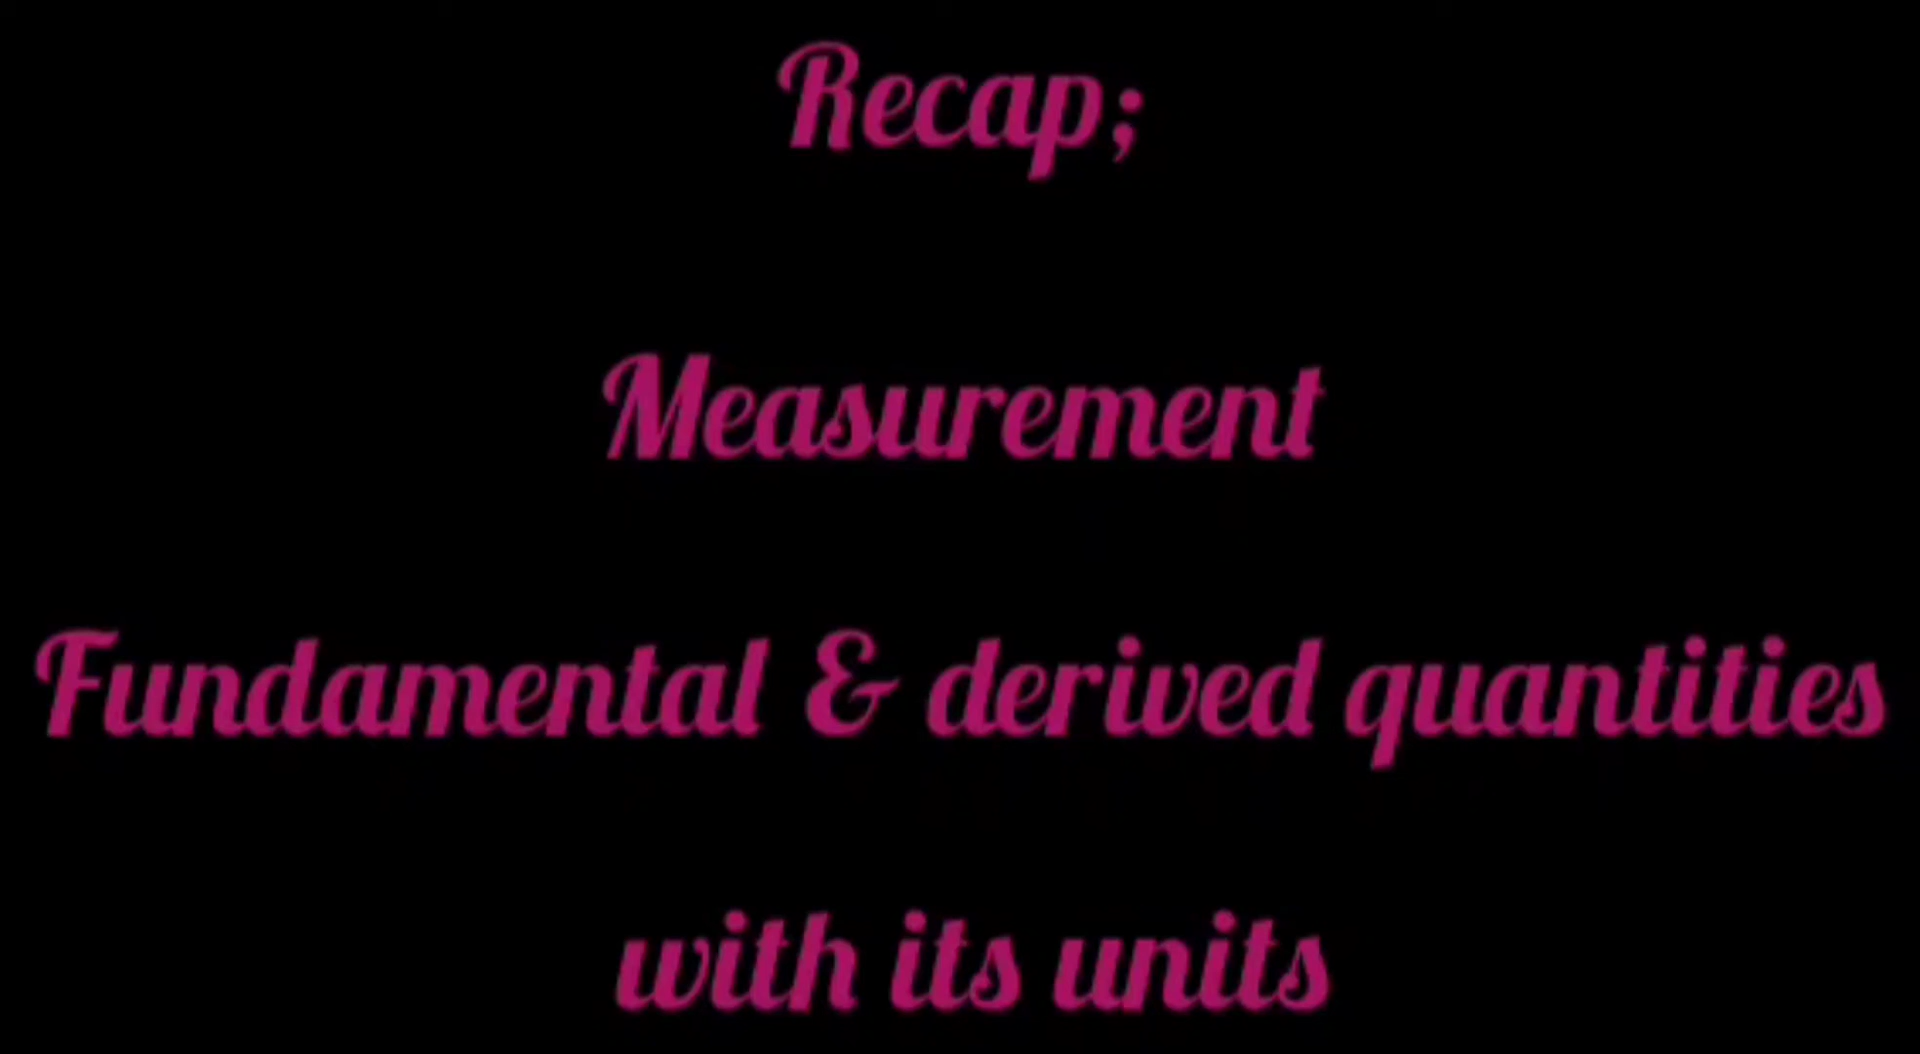 Recap;
Measurement
Fundamental & derived quantities
with its units